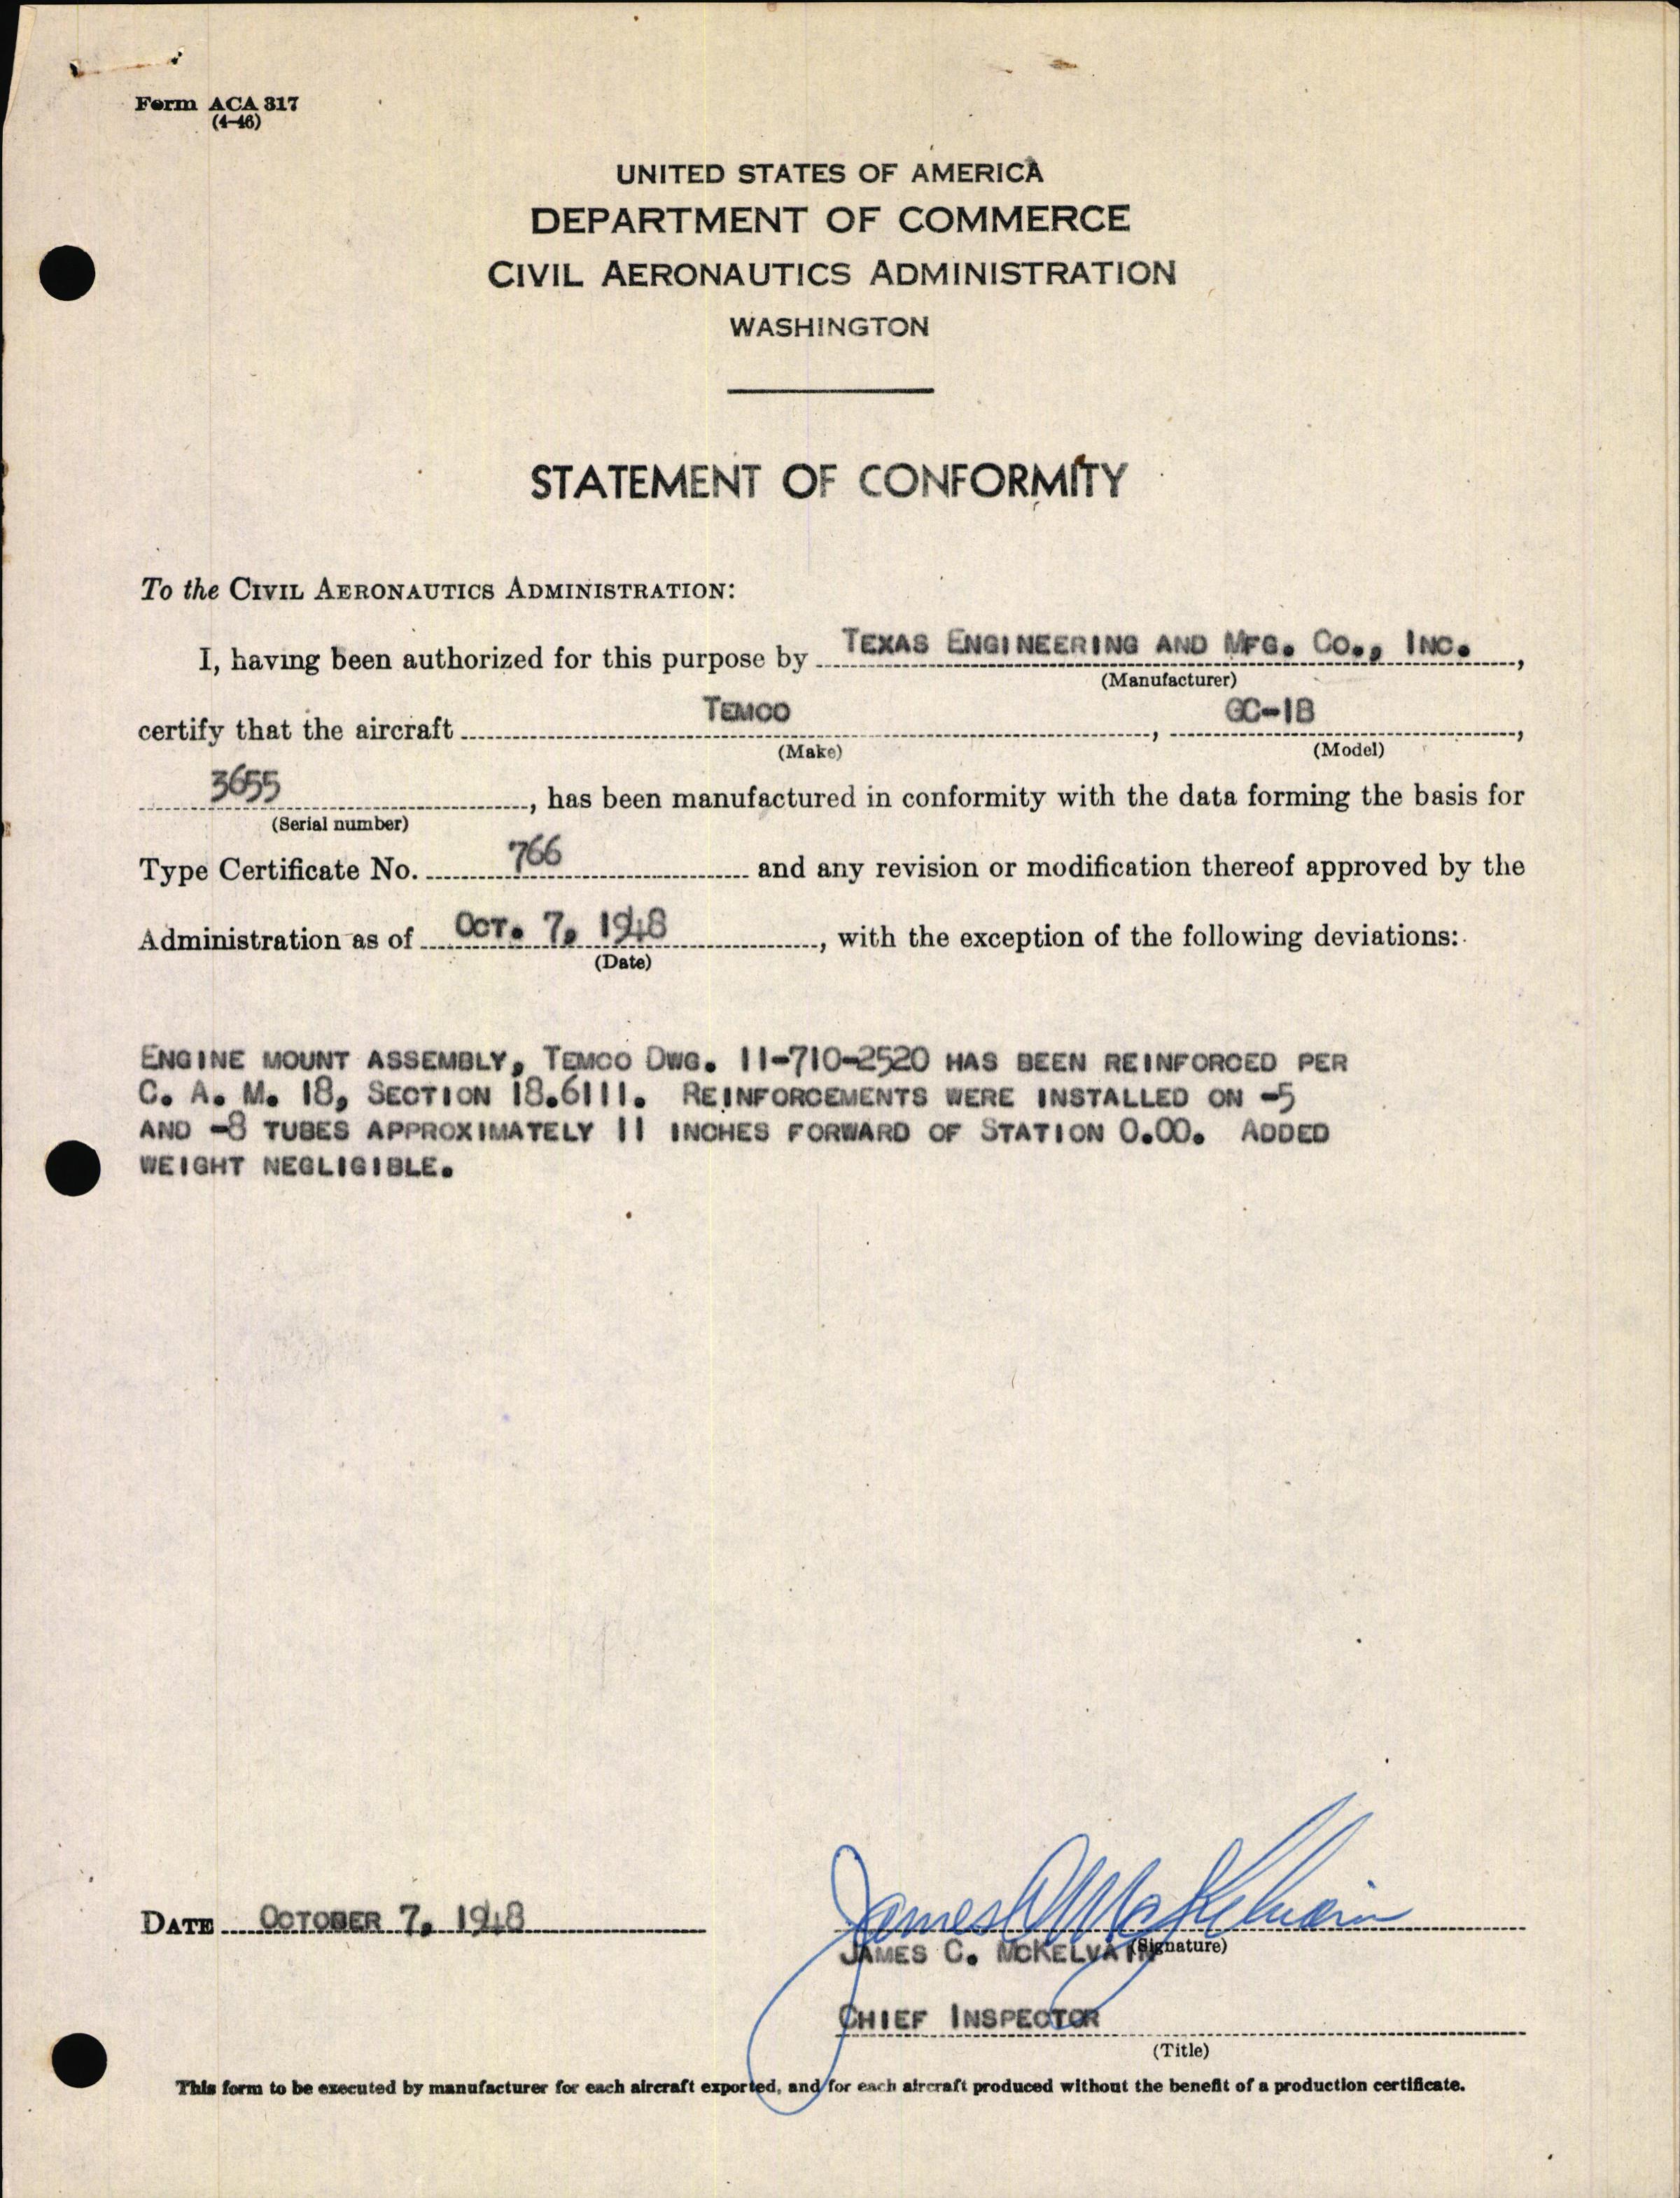 Form ACA 317
(4-46)
UNITED STATES OF AMERICA
DEPARTMENT OF COMMERCE
CIVIL AERONAUTICS ADMINISTRATION
WASHINGTON
STATEMENT OF CONFORMITY
To the CIVIL AERONAUTICS ADMINISTRATION:
I, having been authorized for this purpose by TEXAS ENGINEERING AND MFG. CO., INC.,
(Manufacturer)
certify that the aircraft TEMCO, GC-1B,
(Make) (Model)
3655, has been manufactured in conformity with the data forming the basis for
(Serial number)
Type Certificate No. 766 and any revision or modification thereof approved by the
Administration as of OCT. 7, 1948, with the exception of the following deviations:
(Date)
ENGINE MOUNT ASSEMBLY, TEMCO DWG. 11-710-2520 HAS BEEN REINFORCED PER
C. A. M. 18, SECTION 18.6111. REINFORCEMENTS WERE INSTALLED ON -5
AND -8 TUBES APPROXIMATELY 11 INCHES FORWARD OF STATION 0.00. ADDED
WEIGHT NEGLIGIBLE.
DATE OCTOBER 7, 1948 James C McKelvain
JAMES C. MCKELVAIN (Signature)
CHIEF INSPECTOR
(Title)
This form to be executed by manufacturer for each aircraft exported, and for each aircraft produced without the benefit of a production certificate.